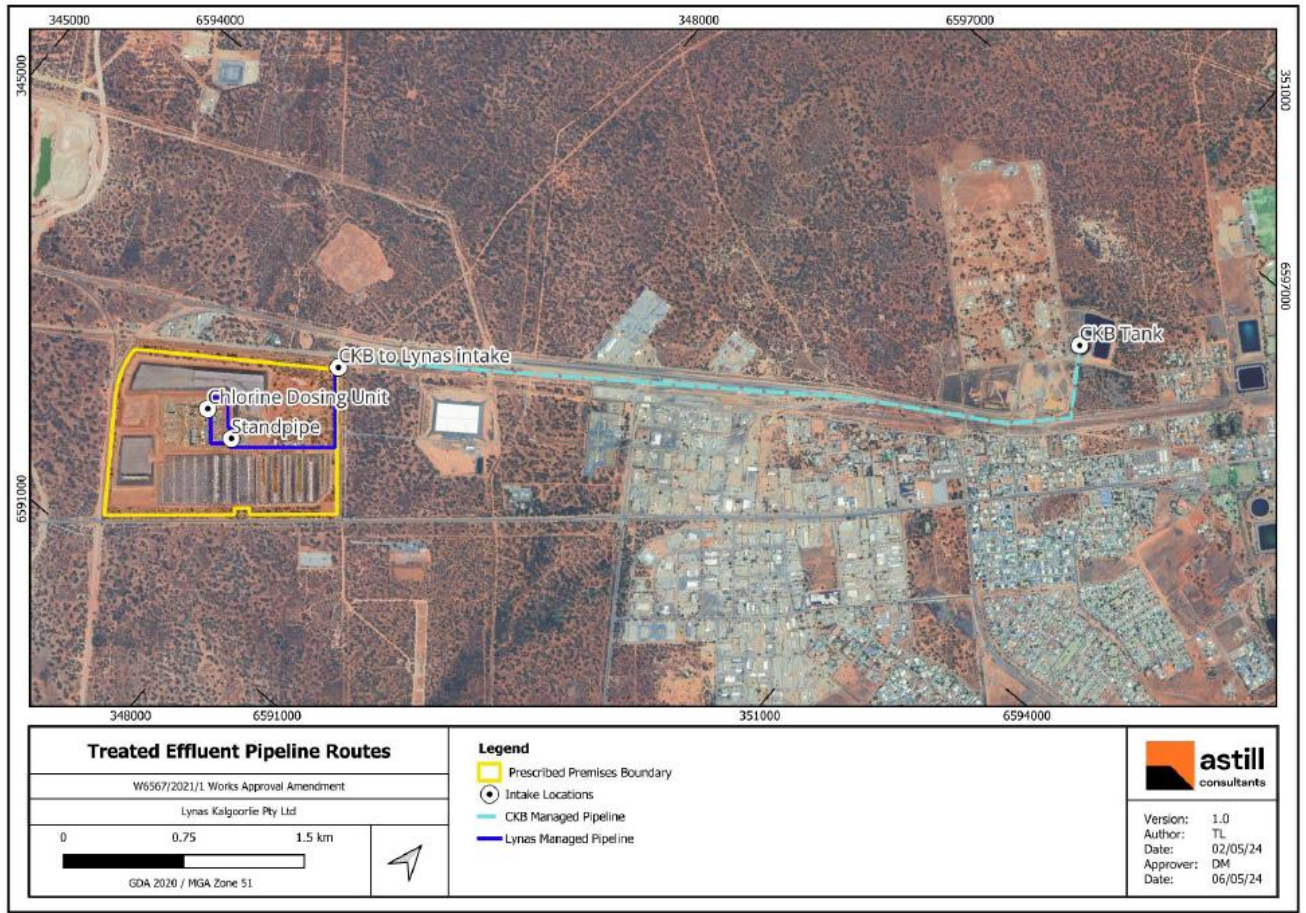 345000
6594000
348000
6597000
345000
351000
6597000
CKB Tank
CKB to Lynas intake
Chlorine Dosing Unit
Standpipe
6591000
348000
6591000
351000
6594000
Treated Effluent Pipeline Routes
W6567/2021/1 Works Approval Amendment
Lynas Kalgoorlie Pty Ltd
0 0.75 1.5 km
GDA 2020 / MGA Zone 51
Legend
Prescribed Premises Boundary
Intake Locations
CKB Managed Pipeline
Lynas Managed Pipeline
astill
consultants
Version: 1.0
Author: TL
Date: 02/05/24
Approver: DM
Date: 06/05/24